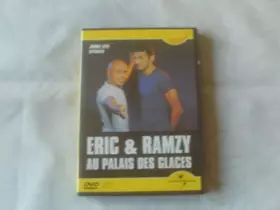 ERIC & RAMZY
AU PALAIS DES GLACES
DVD